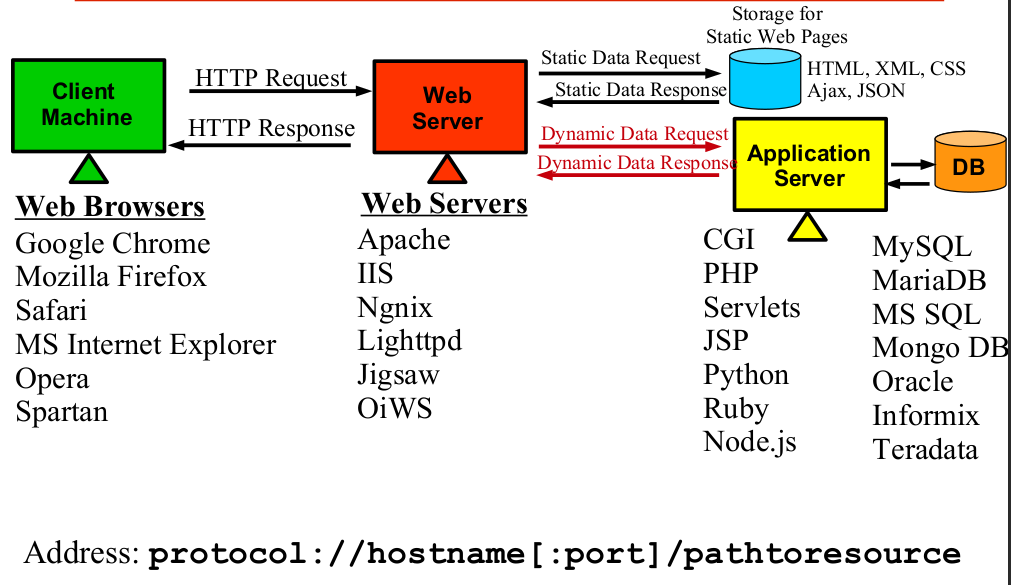 Storage for
Static Web Pages
HTML, XML, CSS
Ajax, JSON
Client
Machine
HTTP Request
HTTP Response
Web
Server
Static Data Request
Static Data Response
Dynamic Data Request
Dynamic Data Response
Application
Server
DB
Web Browsers
Google Chrome
Mozilla Firefox
Safari
MS Internet Explorer
Opera
Spartan
Web Servers
Apache
IIS
Ngnix
Lighttpd
Jigsaw
OiWS
CGI
PHP
Servlets
JSP
Python
Ruby
Node.js
MySQL
MariaDB
MS SQL
Mongo DB
Oracle
Informix
Teradata
Address: protocol://hostname[:port]/pathtoresource